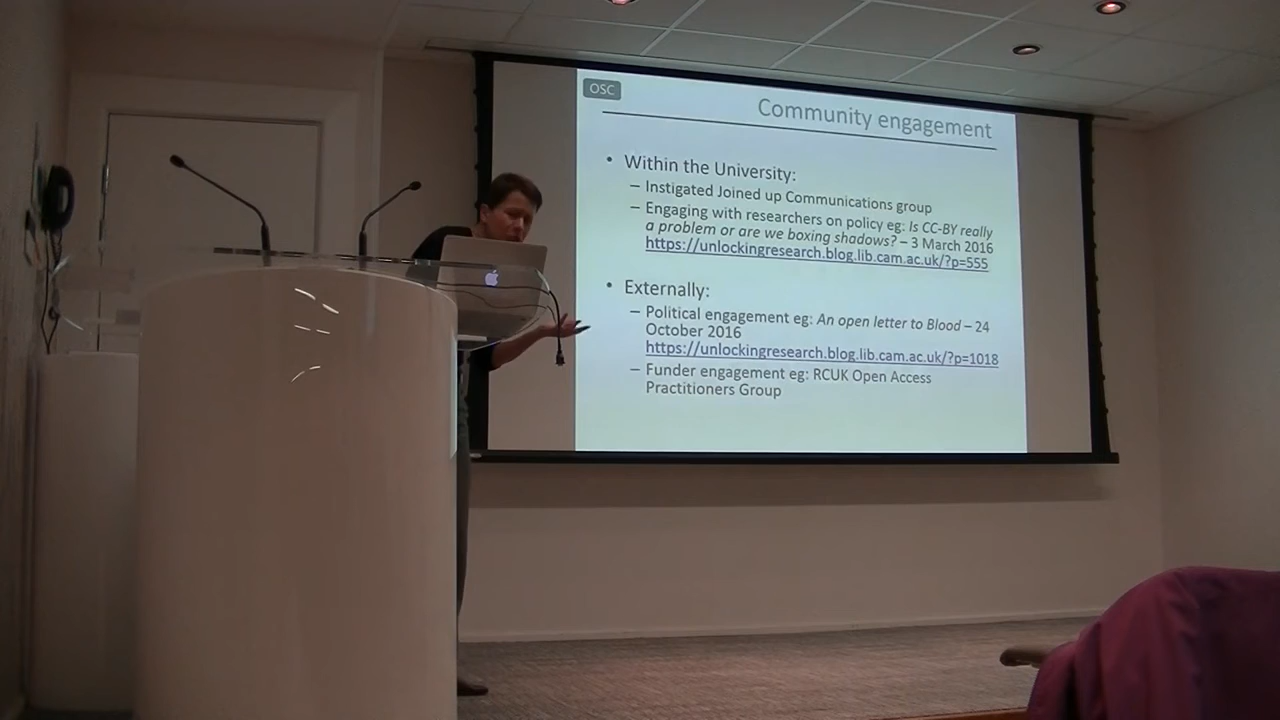 OSC
Community engagement
• Within the University:
– Instigated Joined up Communications group
– Engaging with researchers on policy eg: Is CC-BY really
a problem or are we boxing shadows? – 3 March 2016
https://unlockingresearch.blog.lib.cam.ac.uk/?p=555
• Externally:
– Political engagement eg: An open letter to Blood – 24
October 2016
https://unlockingresearch.blog.lib.cam.ac.uk/?p=1018
– Funder engagement eg: RCUK Open Access
Practitioners Group